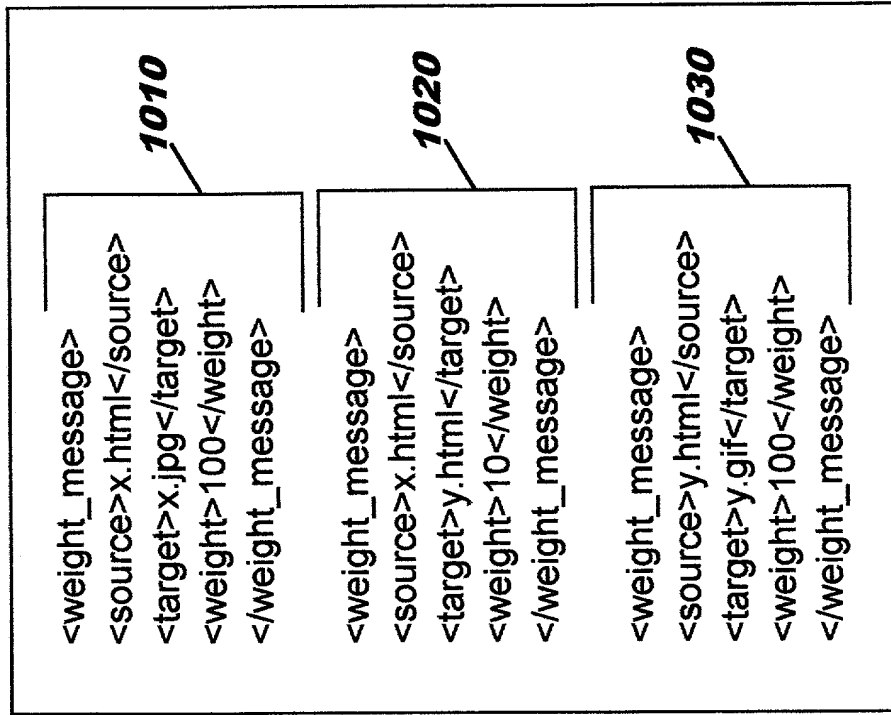 <weight_message>
<source>x.html</source>
<target>x.jpg</target>
<weight>100</weight>
</weight_message>
1010
<weight_message>
<source>x.html</source>
<target>y.html</target>
<weight>10</weight>
</weight_message>
1020
<weight_message>
<source>y.html</source>
<target>y.gif</target>
<weight>100</weight>
</weight_message>
1030